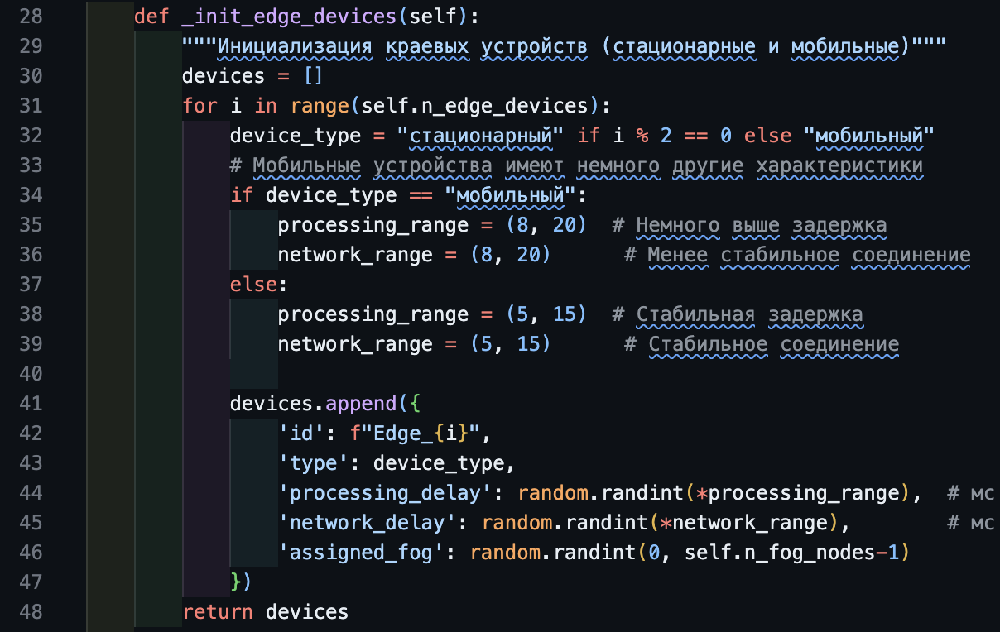 28 def _init_edge_devices(self):
29 """Инициализация краевых устройств (стационарные и мобильные)"""
30 devices = []
31 for i in range(self.n_edge_devices):
32 device_type = "стационарный" if i % 2 == 0 else "мобильный"
33 # Мобильные устройства имеют немного другие характеристики
34 if device_type == "мобильный":
35 processing_range = (8, 20)  # Немного выше задержка
36 network_range = (8, 20)      # Менее стабильное соединение
37 else:
38 processing_range = (5, 15)  # Стабильная задержка
39 network_range = (5, 15)      # Стабильное соединение
40
41 devices.append({
42 'id': f"Edge_{i}",
43 'type': device_type,
44 'processing_delay': random.randint(*processing_range),  # мс
45 'network_delay': random.randint(*network_range),        # мс
46 'assigned_fog': random.randint(0, self.n_fog_nodes-1)
47 })
48 return devices